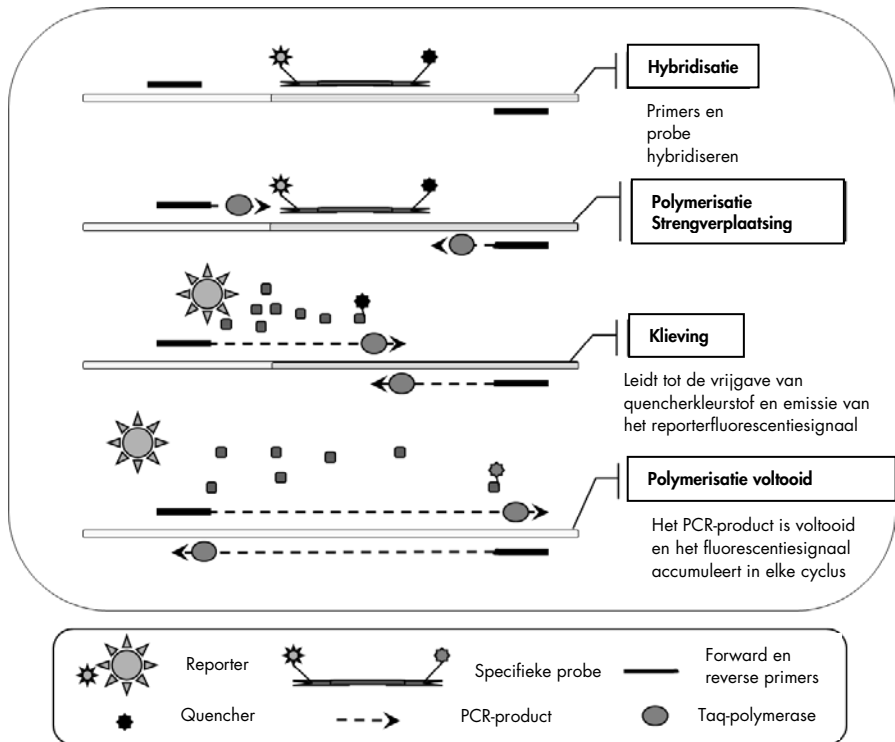 Hybridisatie
Primers en
probe
hybridiseren
Polymerisatie
Strengverplaatsing
Klieving
Leidt tot de vrijgave van
quencherkleurstof en emissie van
het reporterfluorescentiesignaal
Polymerisatie voltooid
Het PCR-product is voltooid
en het fluorescentiesignaal
accumuleert in elke cyclus
Reporter
Specifieke probe
Forward en
reverse primers
Quencher
PCR-product
Taq-polymerase